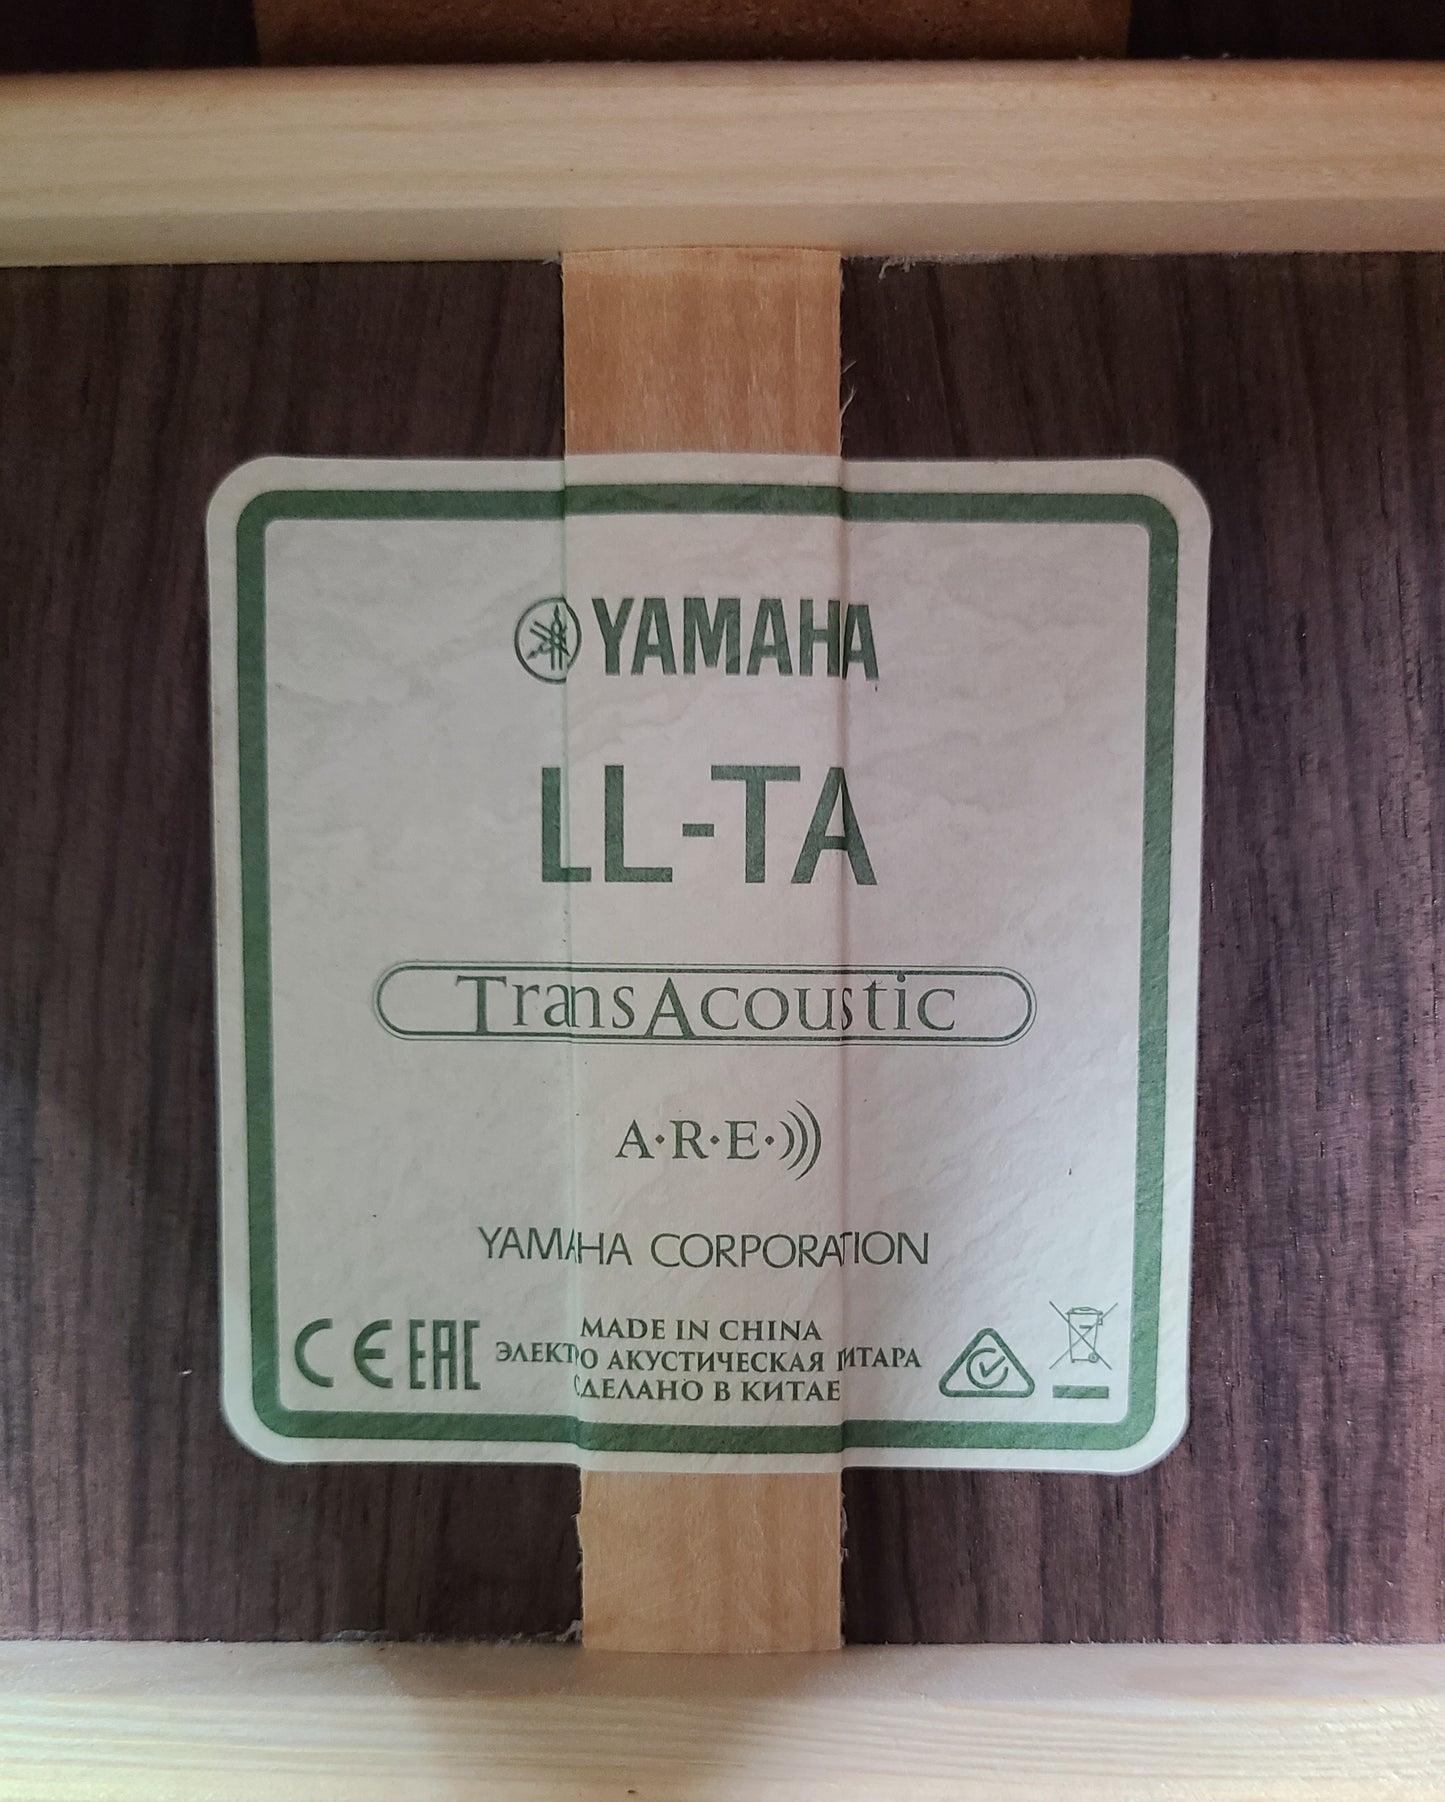 YAMAHA
LL-TA
TransAcoustic
A·R·E·
YAMAHA CORPORATION
MADE IN CHINA
CE EAC ЭЛЕКТРО АКУСТИЧЕСКАЯ ГИТАРА
СДЕЛАНО В КИТАЕ